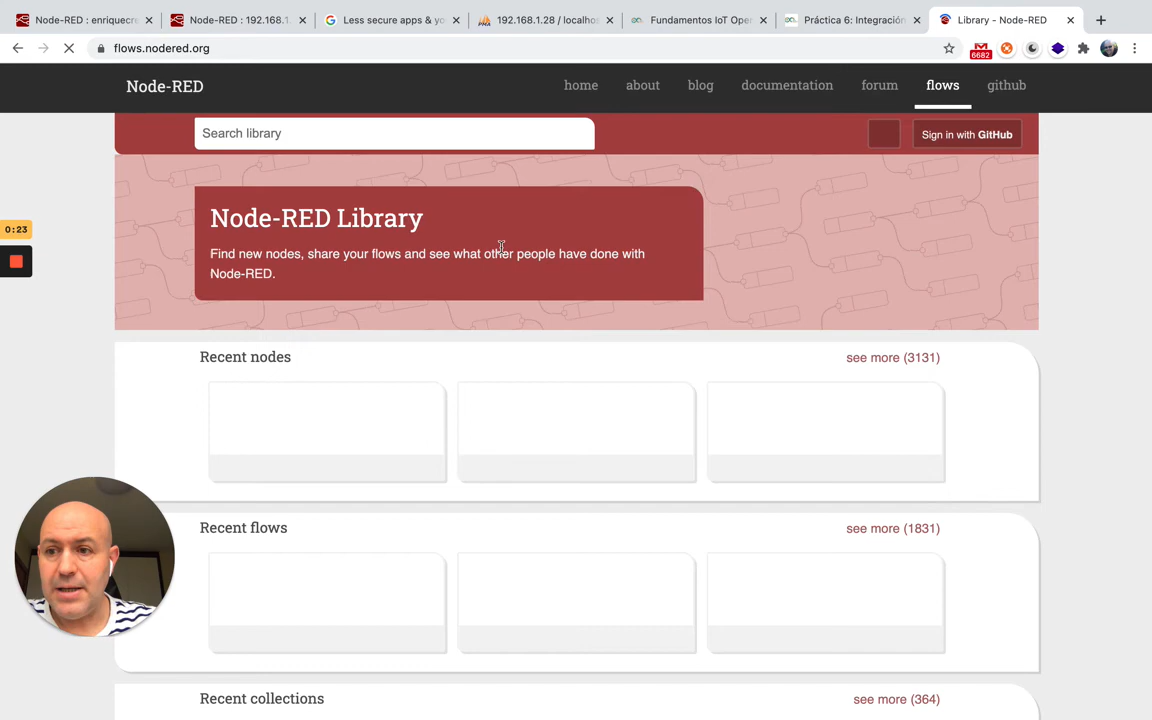 Node-RED : enriquecre
Node-RED : 192.168.1.
Less secure apps & yo
192.168.1.28 / localhos
Fundamentos IoT Oper
Práctica 6: Integración
Library - Node-RED
flows.nodered.org
6682
Node-RED
home
about
blog
documentation
forum
flows
github
Search library
Sign in with GitHub
Node-RED Library
Find new nodes, share your flows and see what other people have done with
Node-RED.
0:23
Recent nodes
see more (3131)
Recent flows
see more (1831)
Recent collections
see more (364)